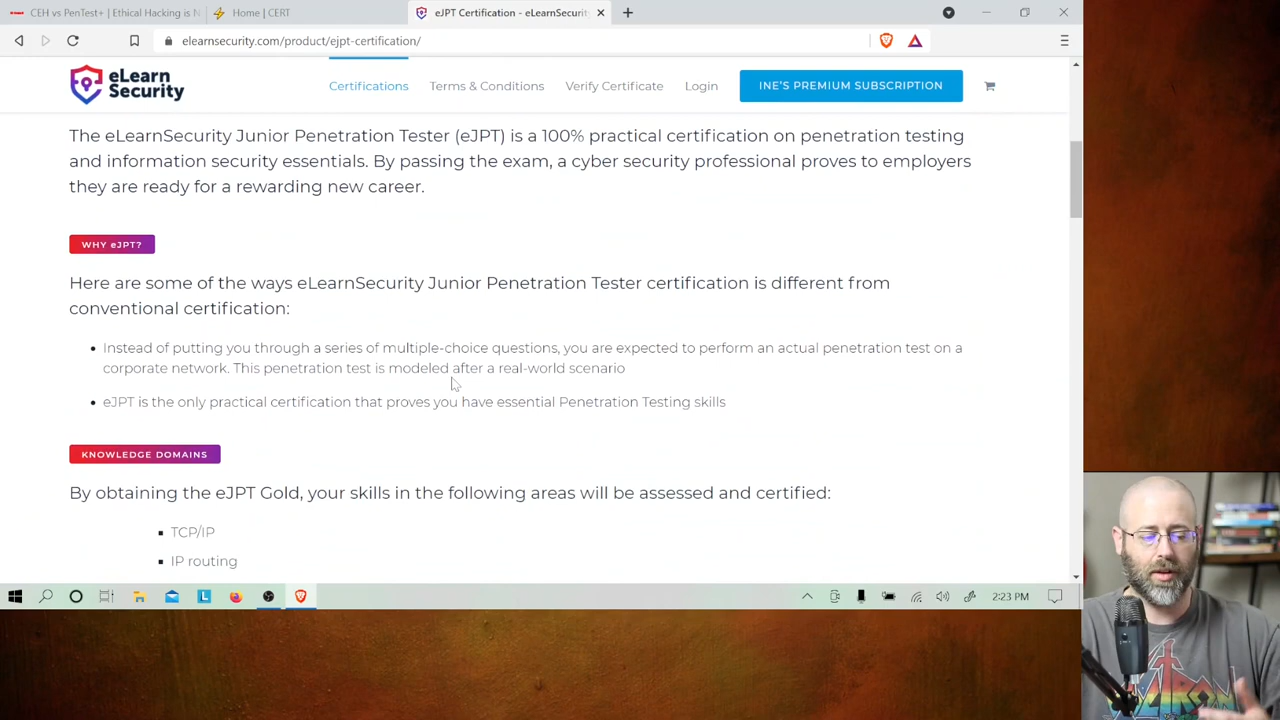 CEH vs PenTest+ | Ethical Hacking is N
Home | CERT
eJPT Certification - eLearnSecurity
elearnsecurity.com/product/ejpt-certification/
eLearn
Security
Certifications
Terms & Conditions
Verify Certificate
Login
INE'S PREMIUM SUBSCRIPTION
The eLearnSecurity Junior Penetration Tester (eJPT) is a 100% practical certification on penetration testing
and information security essentials. By passing the exam, a cyber security professional proves to employers
they are ready for a rewarding new career.
WHY eJPT?
Here are some of the ways eLearnSecurity Junior Penetration Tester certification is different from
conventional certification:
Instead of putting you through a series of multiple-choice questions, you are expected to perform an actual penetration test on a
corporate network. This penetration test is modeled after a real-world scenario
eJPT is the only practical certification that proves you have essential Penetration Testing skills
KNOWLEDGE DOMAINS
By obtaining the eJPT Gold, your skills in the following areas will be assessed and certified:
TCP/IP
IP routing
2:23 PM